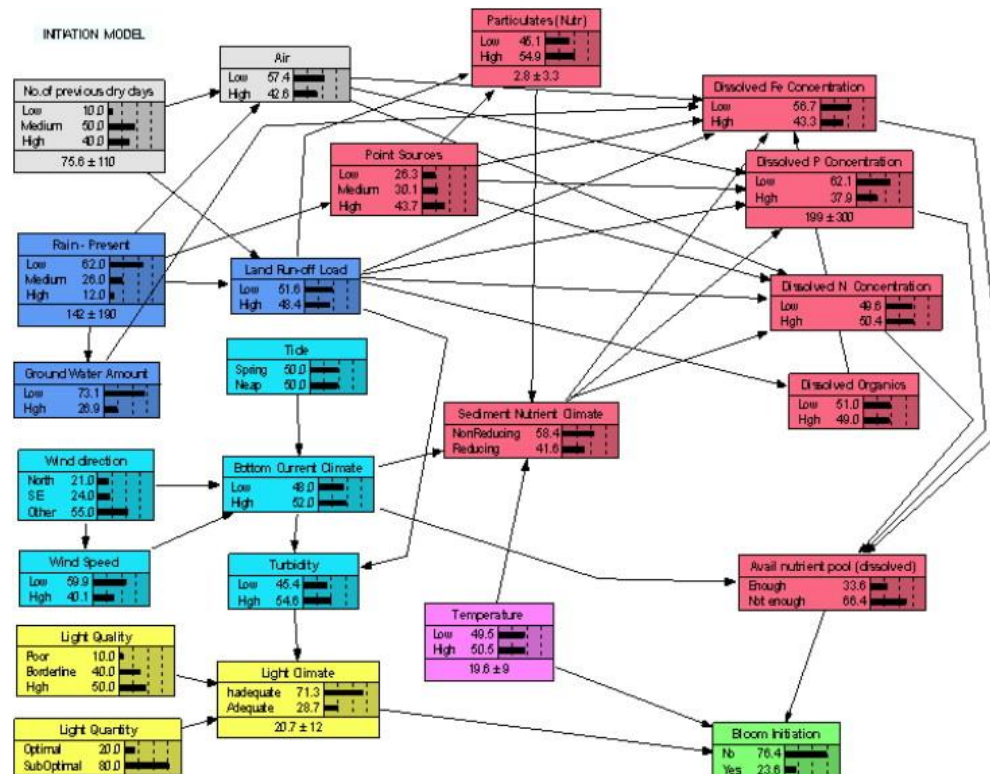 INITIATION MODEL
Particulates (Nutr)
Low 45.1
High 54.9
2.8 ± 3.3
Air
Low 57.4
High 42.6
No. of previous dry days
Low 10.0
Medium 50.0
High 40.0
75.6 ± 110
Dissolved Fe Concentration
Low 56.7
High 43.3
Point Sources
Low 26.3
Medium 30.1
High 43.7
Dissolved P Concentration
Low 62.1
High 37.9
199 ± 300
Rain - Present
Low 62.0
Medium 26.0
High 12.0
142 ± 190
Land Run-off Load
Low 51.6
High 48.4
Dissolved N Concentration
Low 49.6
High 50.4
Tide
Spring 50.0
Neap 50.0
Ground Water Amount
Low 73.1
High 26.9
Dissolved Organics
Low 51.0
High 49.0
Sediment Nutrient Climate
NonReducing 58.4
Reducing 41.6
Wind direction
North 21.0
SE 24.0
Other 55.0
Bottom Current Climate
Low 48.0
High 52.0
Wind Speed
Low 59.9
High 40.1
Turbidity
Low 45.4
High 54.6
Avail nutrient pool (dissolved)
Enough 33.6
Not enough 66.4
Temperature
Low 49.5
High 50.5
19.6 ± 9
Light Quality
Poor 10.0
Borderline 40.0
High 50.0
Light Climate
Inadequate 71.3
Adequate 28.7
20.7 ± 12
Light Quantity
Optimal 20.0
SubOptimal 80.0
Bloom Initiation
No 76.4
Yes 23.6